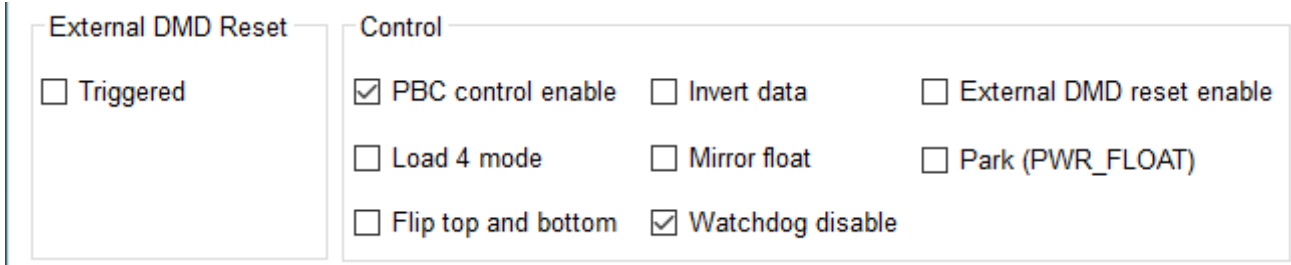 External DMD Reset
Triggered
Control
PBC control enable
Invert data
External DMD reset enable
Load 4 mode
Mirror float
Park (PWR_FLOAT)
Flip top and bottom
Watchdog disable